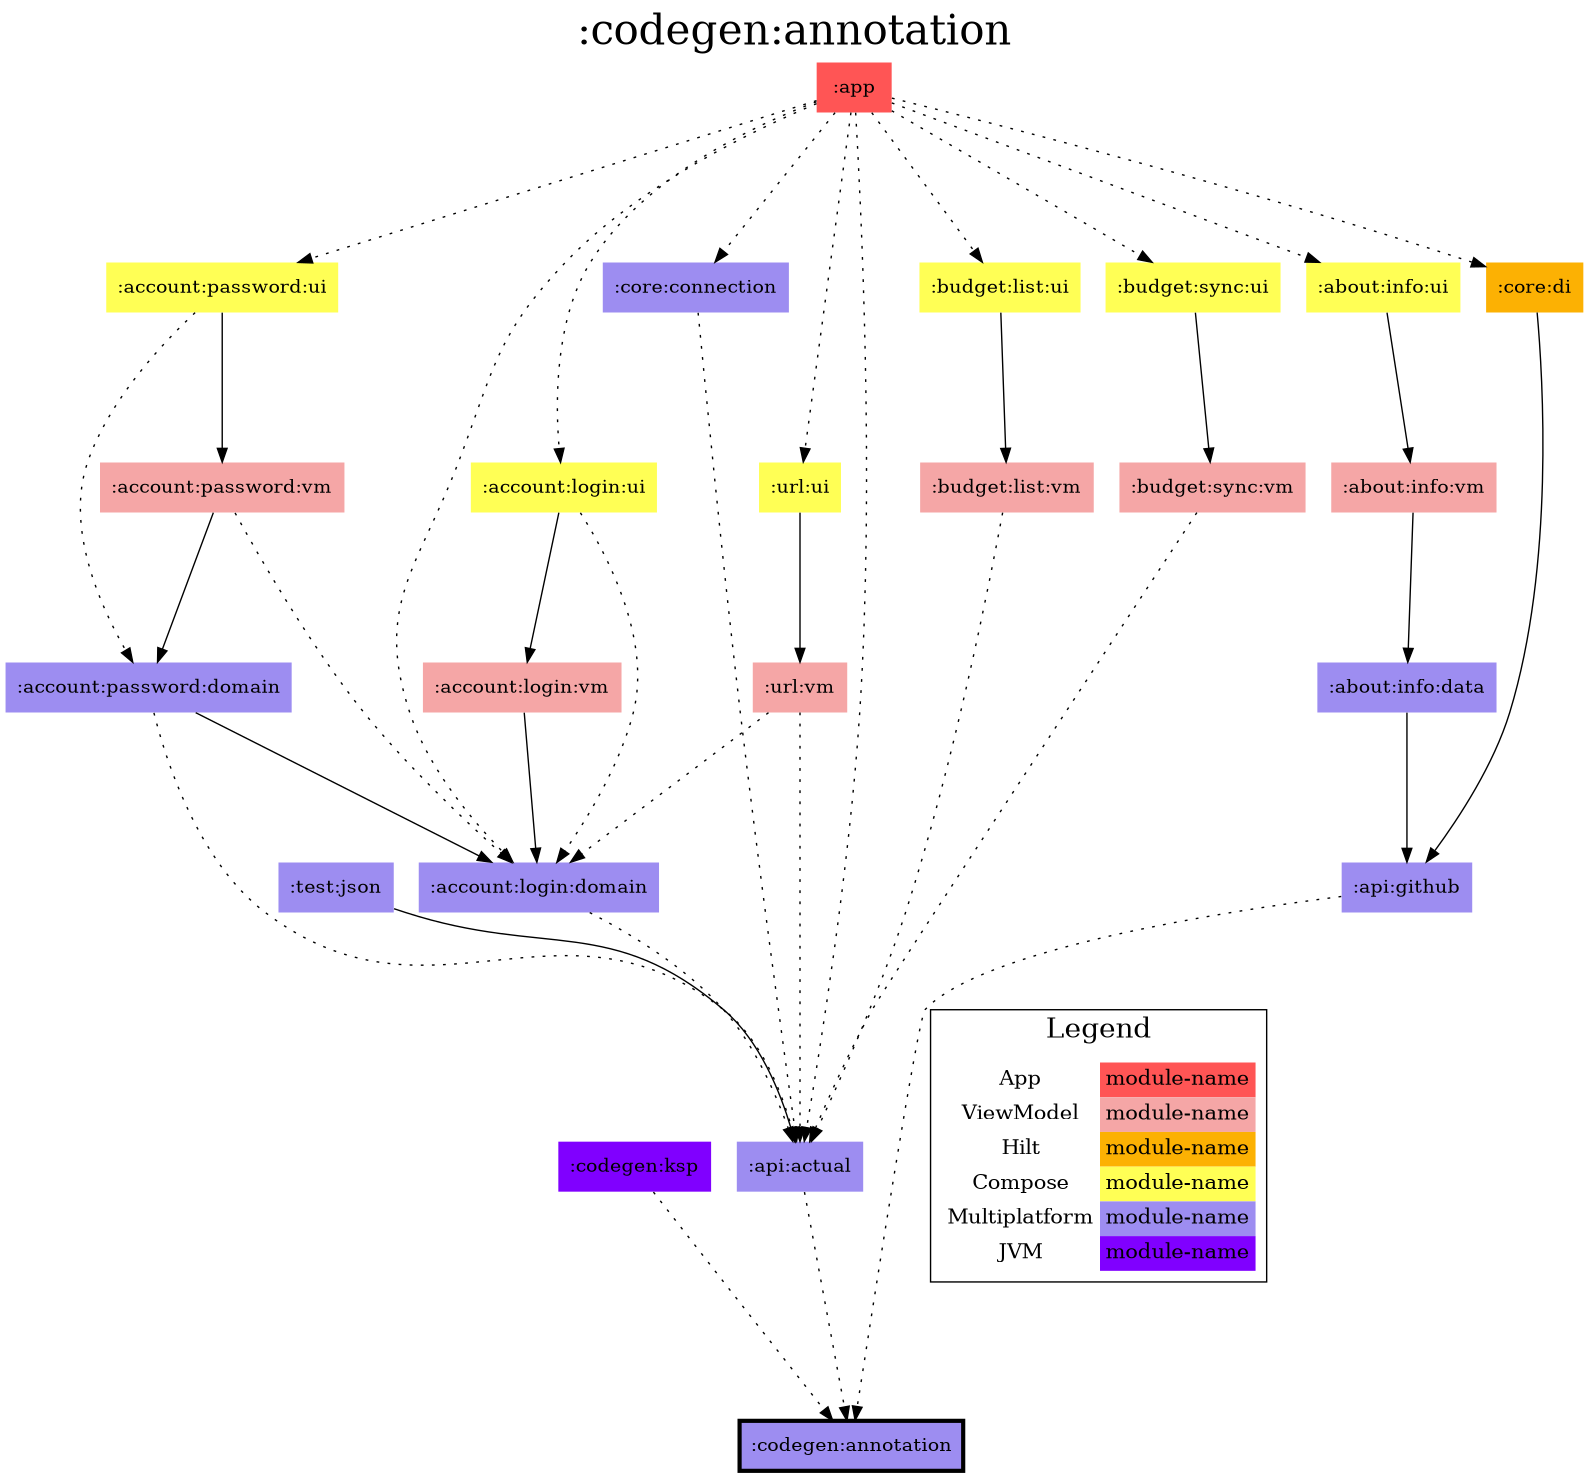 :codegen:annotation
:app
:account:password:ui
:core:connection
:budget:list:ui
:budget:sync:ui
:about:info:ui
:core:di
:account:password:vm
:account:login:ui
:url:ui
:budget:list:vm
:budget:sync:vm
:about:info:vm
:account:password:domain
:account:login:vm
:url:vm
:about:info:data
:test:json
:account:login:domain
:api:github
Legend
App module-name
ViewModel module-name
Hilt module-name
Compose module-name
Multiplatform module-name
JVM module-name
:codegen:ksp
:api:actual
:codegen:annotation